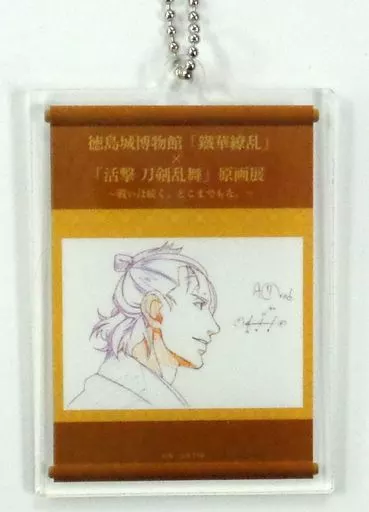 徳島城博物館「鐵華繚乱」
×
「活撃 刀剣乱舞」原画展
～戦いは続く。どこまでもな。～